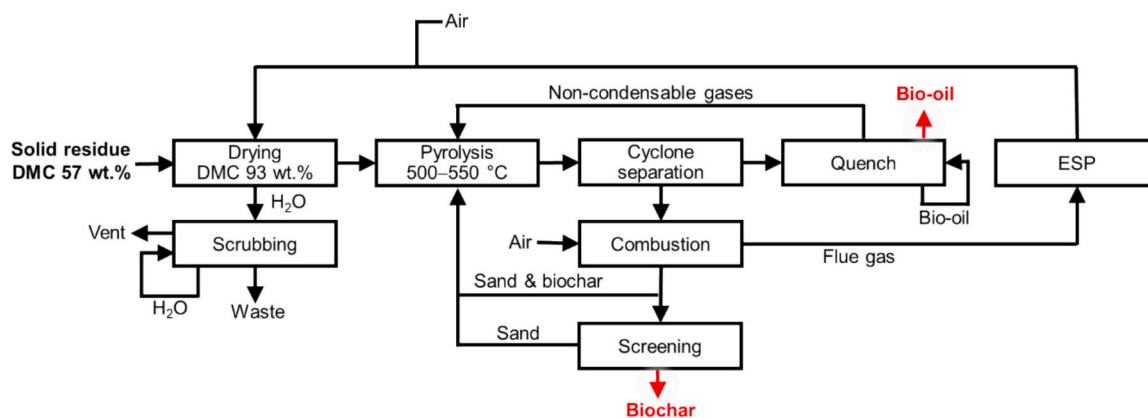 Air
Non-condensable gases
Bio-oil
Solid residue
DMC 57 wt.%
Drying
DMC 93 wt.%
Pyrolysis
500–550 °C
Cyclone
separation
Quench
ESP
H₂O
Bio-oil
Vent
Scrubbing
Air
Combustion
Flue gas
Sand & biochar
H₂O
Waste
Sand
Screening
Biochar